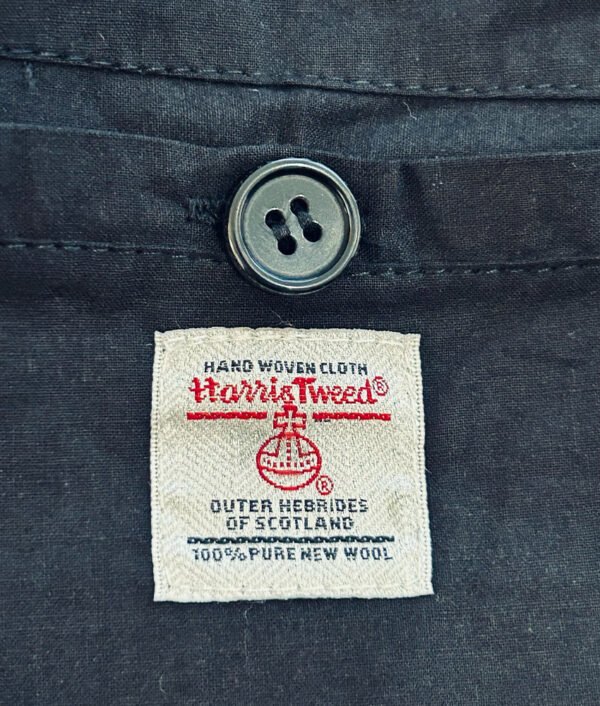 HAND WOVEN CLOTH
Harris Tweed®
®
OUTER HEBRIDES
OF SCOTLAND
100% PURE NEW WOOL